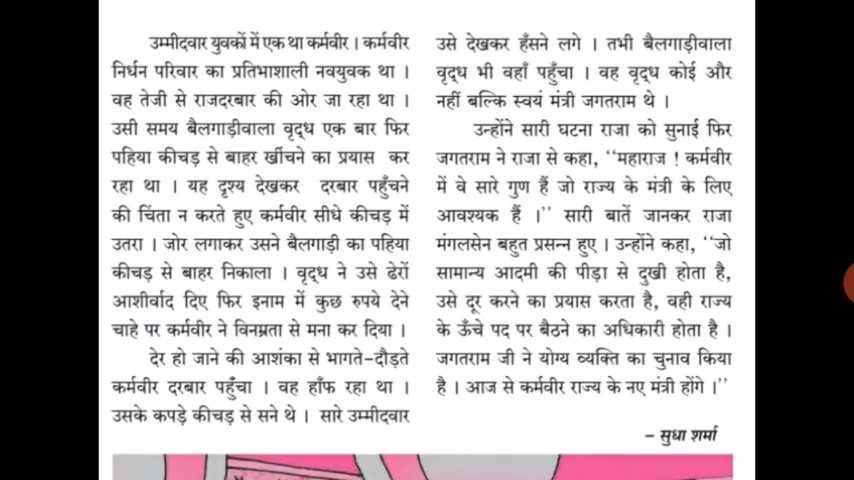 उम्मीदवार युवकों में एक था कर्मवीर । कर्मवीर
निर्धन परिवार का प्रतिभाशाली नवयुवक था ।
वह तेजी से राजदरबार की ओर जा रहा था ।
उसी समय बैलगाड़ीवाला वृद्ध एक बार फिर
पहिया कीचड़ से बाहर खींचने का प्रयास कर
रहा था । यह दृश्य देखकर दरबार पहुँचने
की चिंता न करते हुए कर्मवीर सीधे कीचड़ में
उतरा । जोर लगाकर उसने बैलगाड़ी का पहिया
कीचड़ से बाहर निकाला । वृद्ध ने उसे ढेरों
आशीर्वाद दिए फिर इनाम में कुछ रुपये देने
चाहे पर कर्मवीर ने विनम्रता से मना कर दिया ।
देर हो जाने की आशंका से भागते-दौड़ते
कर्मवीर दरबार पहुँचा । वह हाँफ रहा था ।
उसके कपड़े कीचड़ से सने थे । सारे उम्मीदवार
उसे देखकर हँसने लगे । तभी बैलगाड़ीवाला
वृद्ध भी वहाँ पहुँचा । वह वृद्ध कोई और
नहीं बल्कि स्वयं मंत्री जगतराम थे ।
उन्होंने सारी घटना राजा को सुनाई फिर
जगतराम ने राजा से कहा, ‘‘महाराज ! कर्मवीर
में वे सारे गुण हैं जो राज्य के मंत्री के लिए
आवश्यक हैं ।’’ सारी बातें जानकर राजा
मंगलसेन बहुत प्रसन्न हुए । उन्होंने कहा, ‘‘जो
सामान्य आदमी की पीड़ा से दुखी होता है,
उसे दूर करने का प्रयास करता है, वही राज्य
के ऊँचे पद पर बैठने का अधिकारी होता है ।
जगतराम जी ने योग्य व्यक्ति का चुनाव किया
है । आज से कर्मवीर राज्य के नए मंत्री होंगे ।’’
– सुधा शर्मा